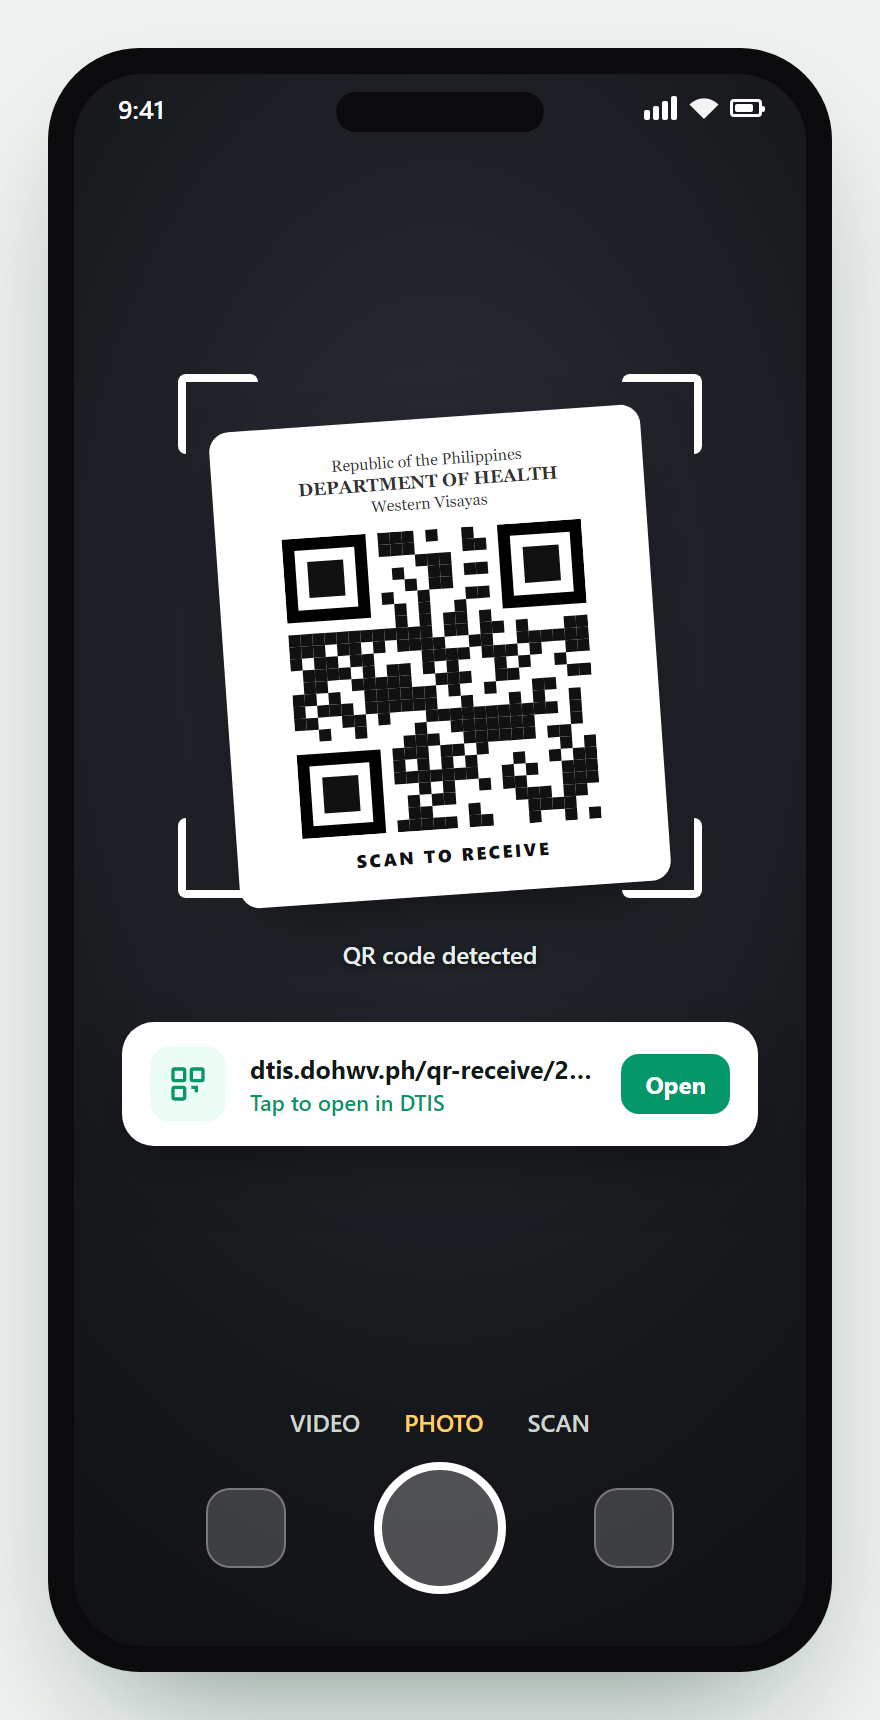 9:41
Republic of the Philippines
DEPARTMENT OF HEALTH
Western Visayas
SCAN TO RECEIVE
QR code detected
dtis.dohwv.ph/qr-receive/2...
Tap to open in DTIS
Open
VIDEO PHOTO SCAN